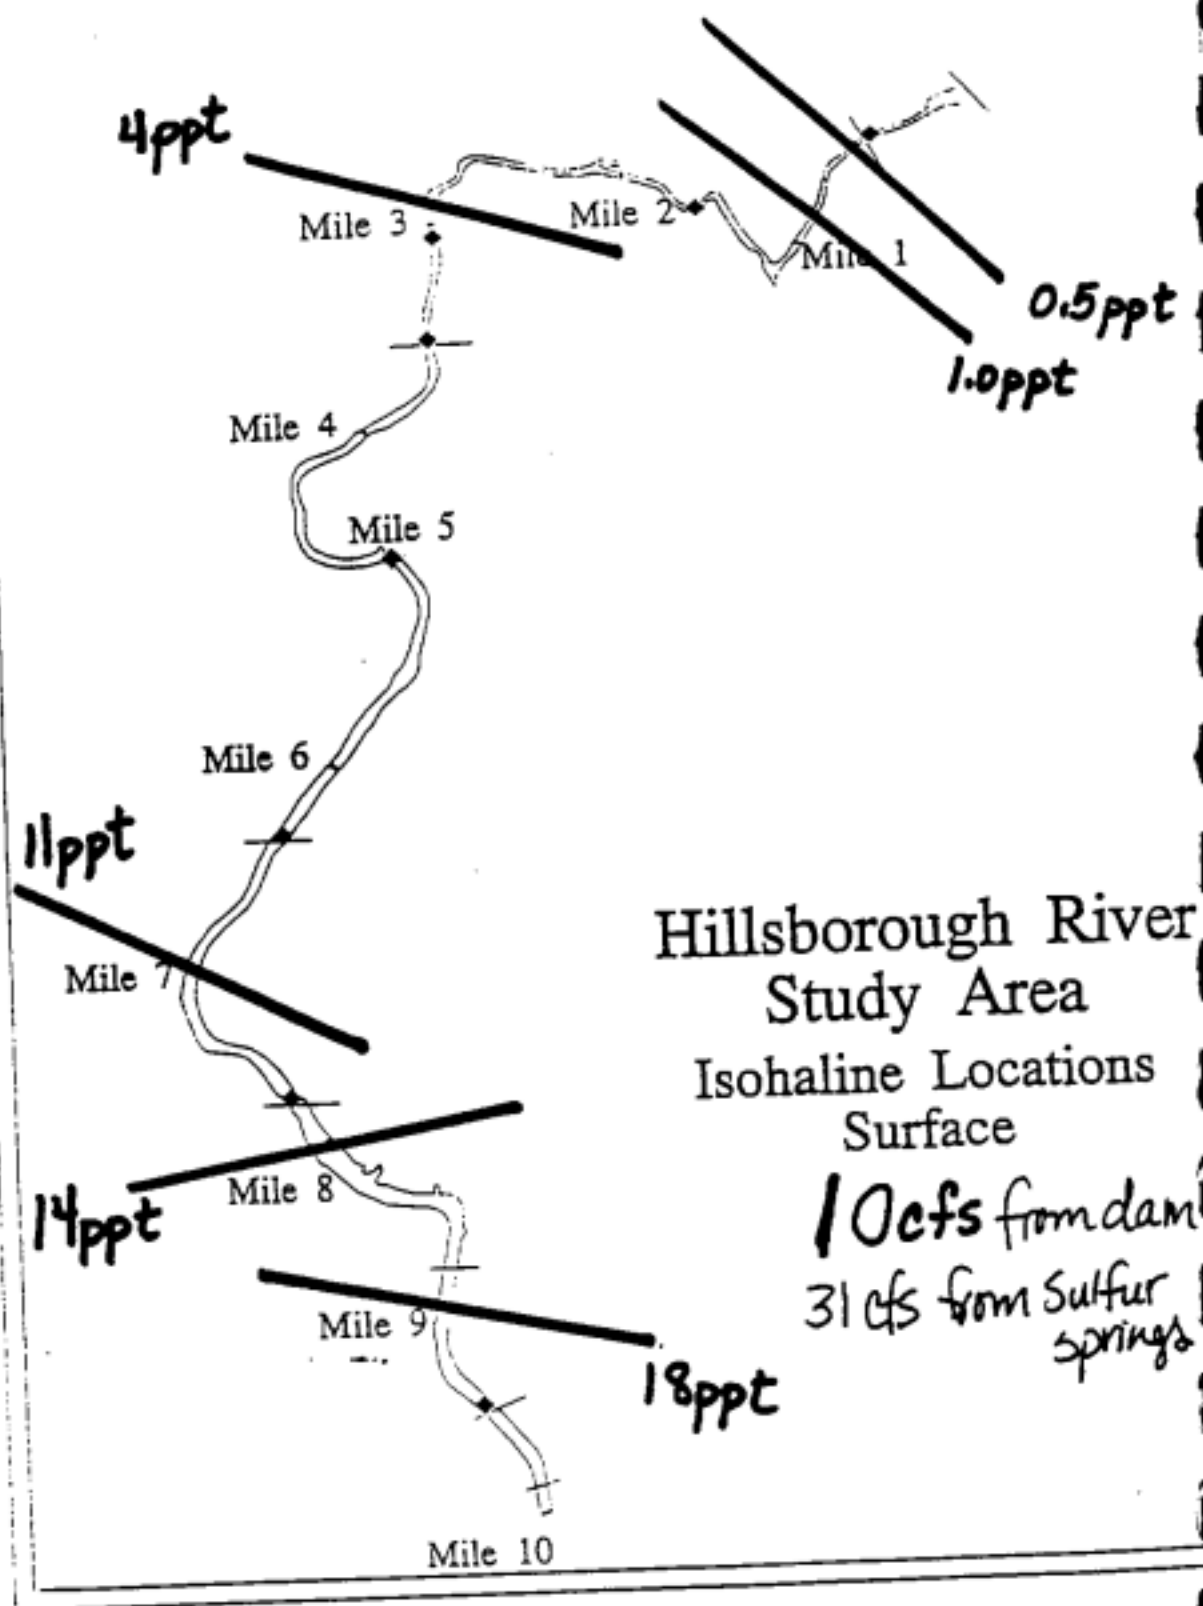 4ppt
Mile 3
Mile 2
Mile 1
0.5ppt
1.0ppt
Mile 4
Mile 5
Mile 6
11ppt
Mile 7
Hillsborough River
Study Area
Isohaline Locations
Surface
Mile 8
14ppt
10cfs from dam
31 cfs from Sulfur
springs
Mile 9
18ppt
Mile 10